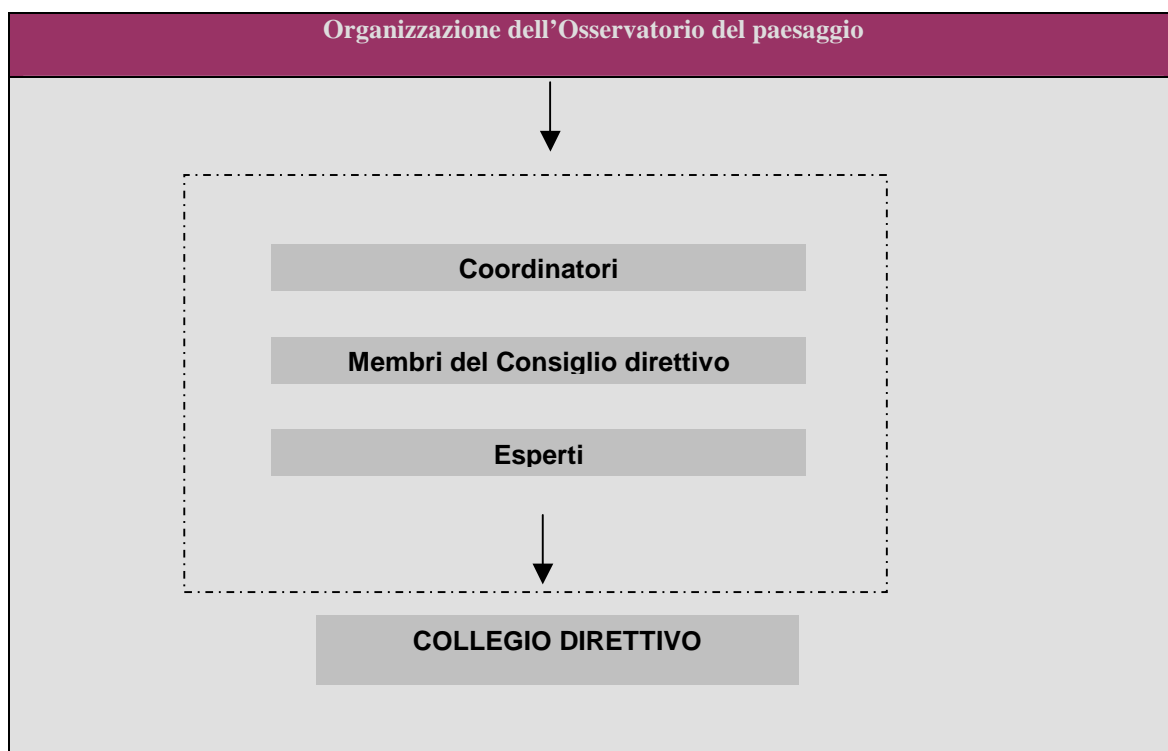 Organizzazione dell’Osservatorio del paesaggio
Coordinatori
Membri del Consiglio direttivo
Esperti
COLLEGIO DIRETTIVO